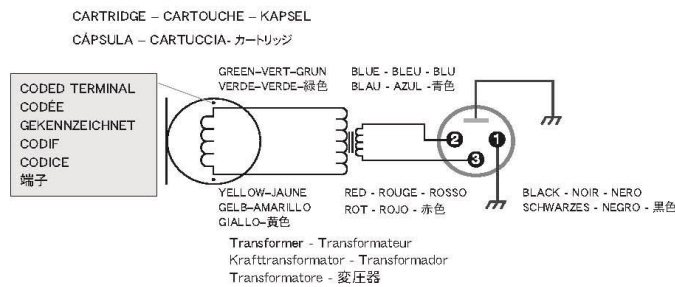 CARTRIDGE – CARTOUCHE – KAPSEL
CÁPSULA – CARTUCCIA- カートリッジ
CODED TERMINAL
CODÉE
GEKENNZEICHNET
CODIF
CODICE
端子
GREEN–VERT–GRUN
VERDE–VERDE–緑色
BLUE - BLEU - BLU
BLAU - AZUL -青色
2
1
3
YELLOW–JAUNE
GELB–AMARILLO
GIALLO–黄色
RED - ROUGE - ROSSO
ROT - ROJO - 赤色
BLACK - NOIR - NERO
SCHWARZES - NEGRO - 黒色
Transformer - Transformateur
Krafttransformator - Transformador
Transformatore - 変圧器